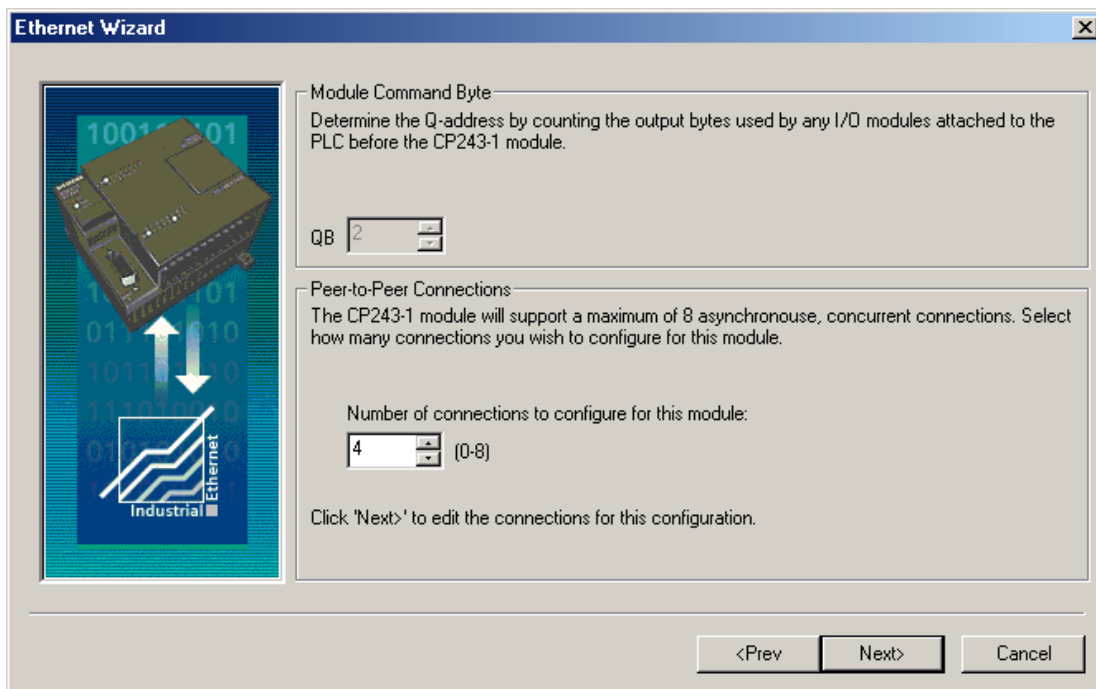 Ethernet Wizard
Module Command Byte
Determine the Q-address by counting the output bytes used by any I/O modules attached to the
PLC before the CP243-1 module.
QB 2
Peer-to-Peer Connections
The CP243-1 module will support a maximum of 8 asynchronouse, concurrent connections. Select
how many connections you wish to configure for this module.
Number of connections to configure for this module:
4 (0-8)
Click 'Next>' to edit the connections for this configuration.
Industrial
Ethernet
<Prev
Next>
Cancel